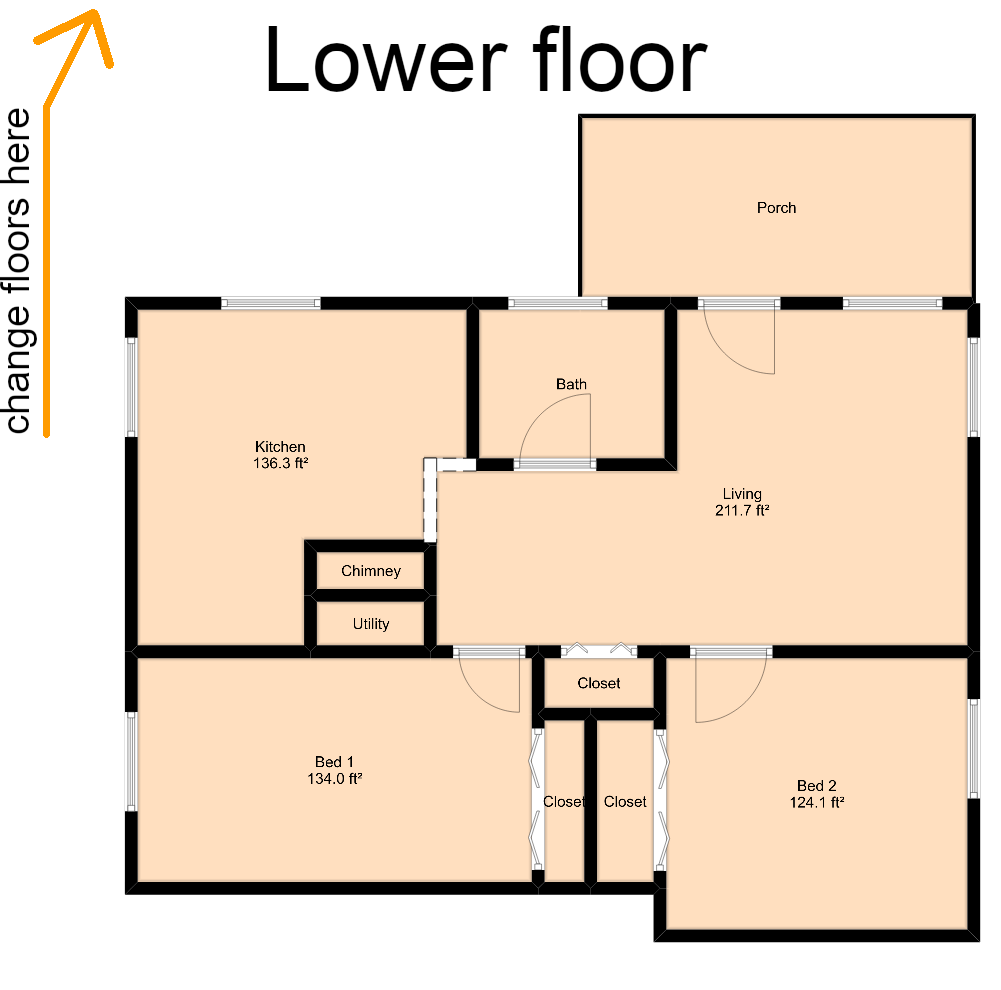 Lower floor
change floors here
Porch
Bath
Kitchen
136.3 ft²
Living
211.7 ft²
Chimney
Utility
Closet
Bed 1
134.0 ft²
Closet
Closet
Bed 2
124.1 ft²